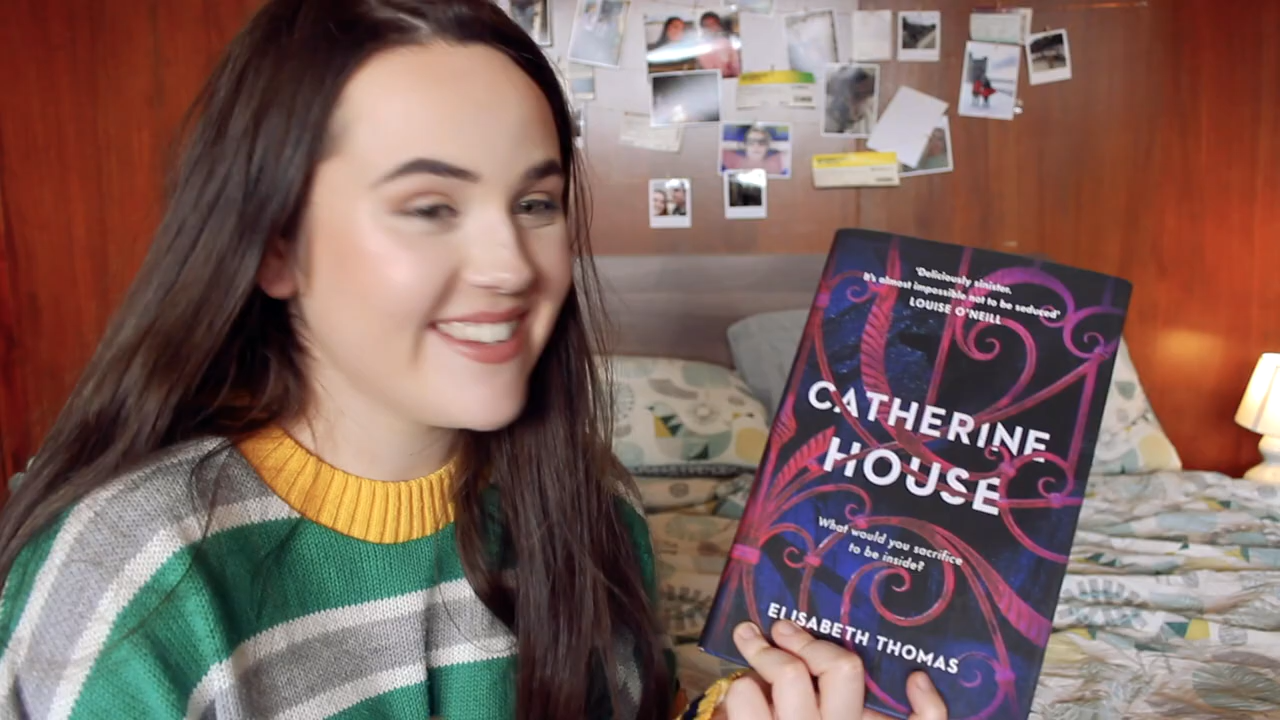 'Deliciously sinister.
It's almost impossible not to be seduced'
LOUISE O'NEILL
CATHERINE
HOUSE
What would you sacrifice
to be inside?
ELISABETH THOMAS